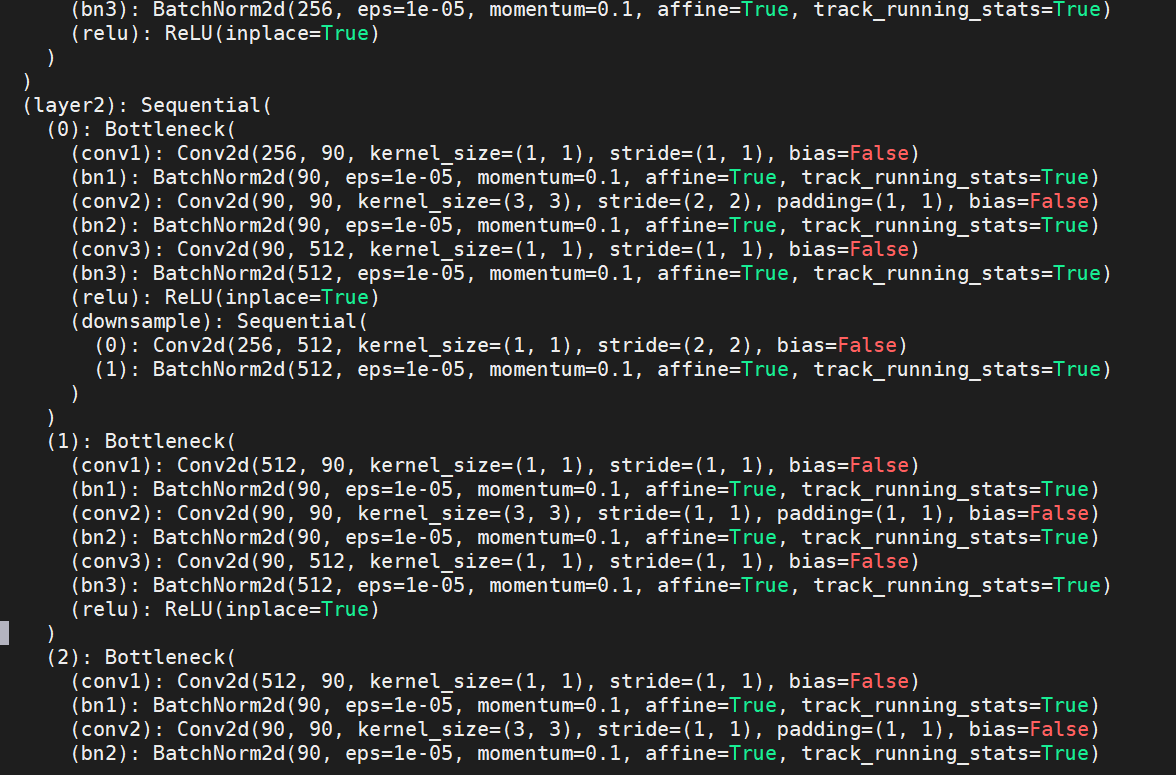 (bn3): BatchNorm2d(256, eps=1e-05, momentum=0.1, affine=True, track_running_stats=True)
(relu): ReLU(inplace=True)
)
)
(layer2): Sequential(
(0): Bottleneck(
(conv1): Conv2d(256, 90, kernel_size=(1, 1), stride=(1, 1), bias=False)
(bn1): BatchNorm2d(90, eps=1e-05, momentum=0.1, affine=True, track_running_stats=True)
(conv2): Conv2d(90, 90, kernel_size=(3, 3), stride=(2, 2), padding=(1, 1), bias=False)
(bn2): BatchNorm2d(90, eps=1e-05, momentum=0.1, affine=True, track_running_stats=True)
(conv3): Conv2d(90, 512, kernel_size=(1, 1), stride=(1, 1), bias=False)
(bn3): BatchNorm2d(512, eps=1e-05, momentum=0.1, affine=True, track_running_stats=True)
(relu): ReLU(inplace=True)
(downsample): Sequential(
(0): Conv2d(256, 512, kernel_size=(1, 1), stride=(2, 2), bias=False)
(1): BatchNorm2d(512, eps=1e-05, momentum=0.1, affine=True, track_running_stats=True)
)
)
(1): Bottleneck(
(conv1): Conv2d(512, 90, kernel_size=(1, 1), stride=(1, 1), bias=False)
(bn1): BatchNorm2d(90, eps=1e-05, momentum=0.1, affine=True, track_running_stats=True)
(conv2): Conv2d(90, 90, kernel_size=(3, 3), stride=(1, 1), padding=(1, 1), bias=False)
(bn2): BatchNorm2d(90, eps=1e-05, momentum=0.1, affine=True, track_running_stats=True)
(conv3): Conv2d(90, 512, kernel_size=(1, 1), stride=(1, 1), bias=False)
(bn3): BatchNorm2d(512, eps=1e-05, momentum=0.1, affine=True, track_running_stats=True)
(relu): ReLU(inplace=True)
)
(2): Bottleneck(
(conv1): Conv2d(512, 90, kernel_size=(1, 1), stride=(1, 1), bias=False)
(bn1): BatchNorm2d(90, eps=1e-05, momentum=0.1, affine=True, track_running_stats=True)
(conv2): Conv2d(90, 90, kernel_size=(3, 3), stride=(1, 1), padding=(1, 1), bias=False)
(bn2): BatchNorm2d(90, eps=1e-05, momentum=0.1, affine=True, track_running_stats=True)